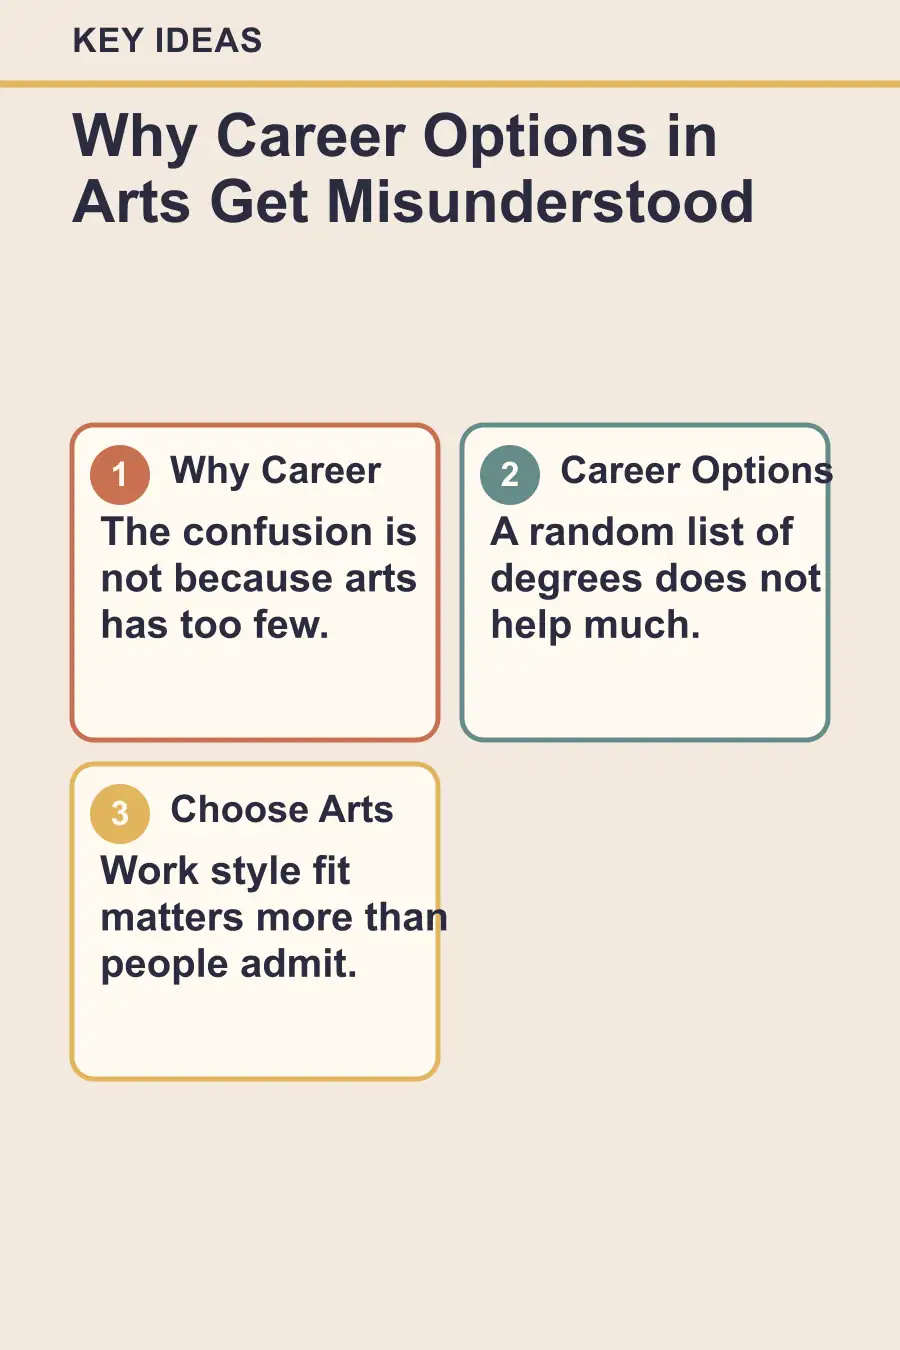 KEY IDEAS
Why Career Options in
Arts Get Misunderstood
1 Why Career
The confusion is
not because arts
has too few.
2 Career Options
A random list of
degrees does not
help much.
3 Choose Arts
Work style fit
matters more than
people admit.